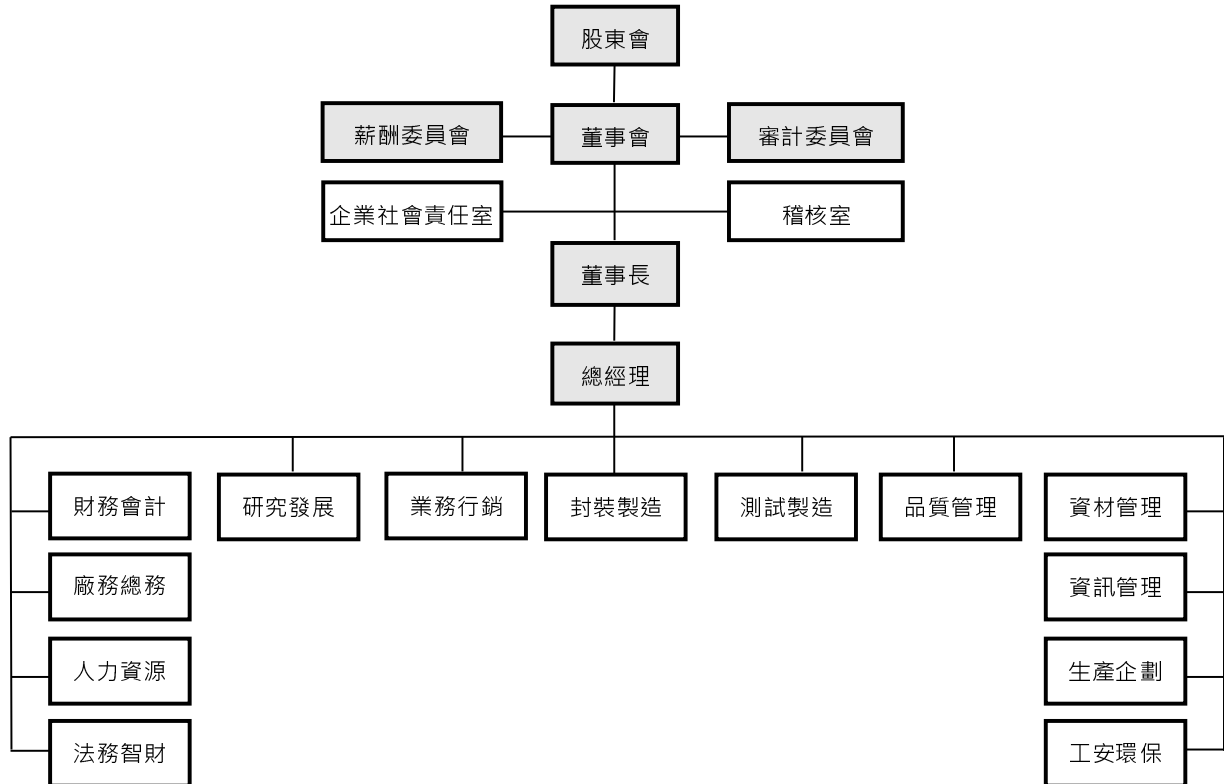 股東會
薪酬委員會
董事會
審計委員會
企業社會責任室
稽核室
董事長
總經理
財務會計
研究發展
業務行銷
封裝製造
測試製造
品質管理
資材管理
廠務總務
資訊管理
人力資源
生產企劃
法務智財
工安環保